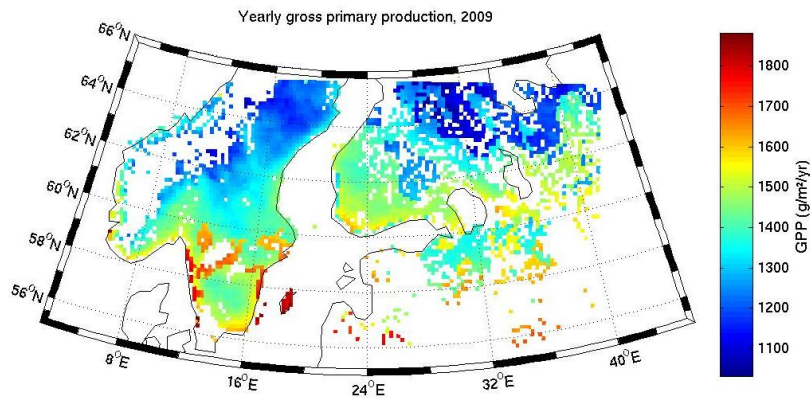 Yearly gross primary production, 2009
66°N
64°N
62°N
60°N
58°N
56°N
8°E
16°E
24°E
32°E
40°E
1800
1700
1600
1500
1400
1300
1200
1100
GPP (g/m²/yr)